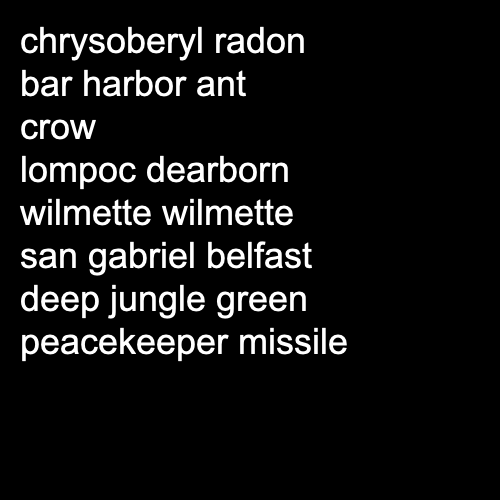 chrysoberyl radon
bar harbor ant
crow
lompoc dearborn
wilmette wilmette
san gabriel belfast
deep jungle green
peacekeeper missile